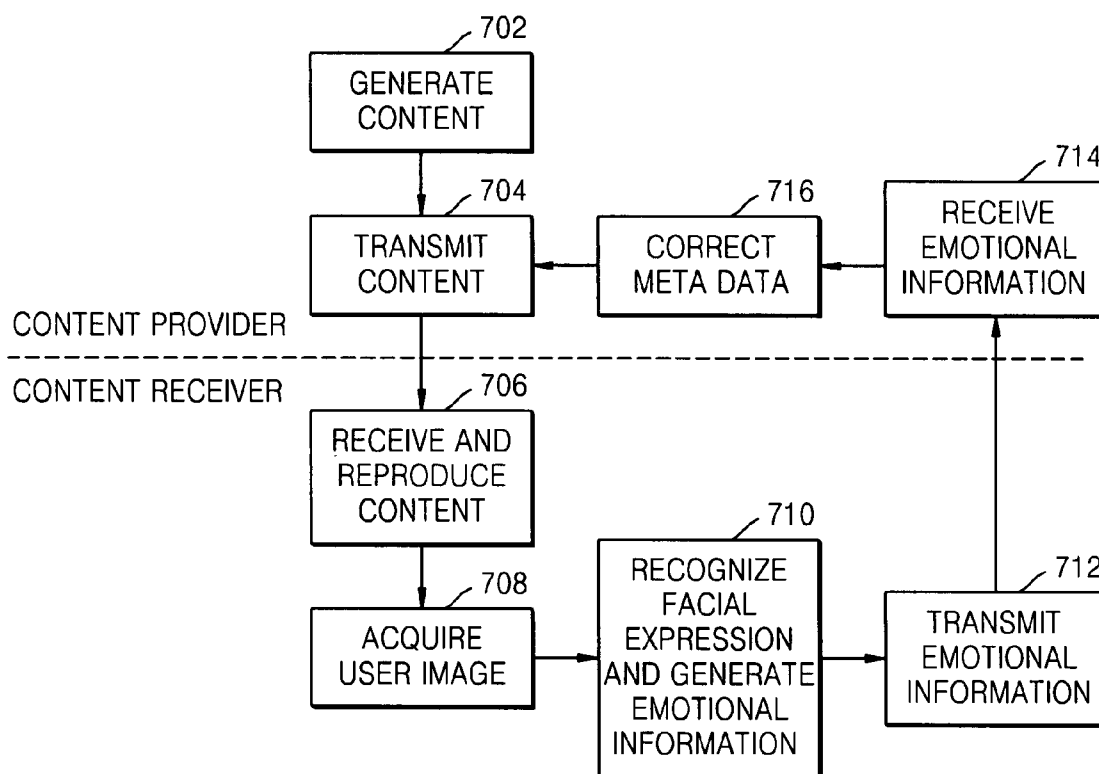 702
GENERATE
CONTENT
704
TRANSMIT
CONTENT
716
CORRECT
META DATA
714
RECEIVE
EMOTIONAL
INFORMATION
CONTENT PROVIDER
CONTENT RECEIVER
706
RECEIVE AND
REPRODUCE
CONTENT
708
ACQUIRE
USER IMAGE
710
RECOGNIZE
FACIAL
EXPRESSION
AND GENERATE
EMOTIONAL
INFORMATION
712
TRANSMIT
EMOTIONAL
INFORMATION